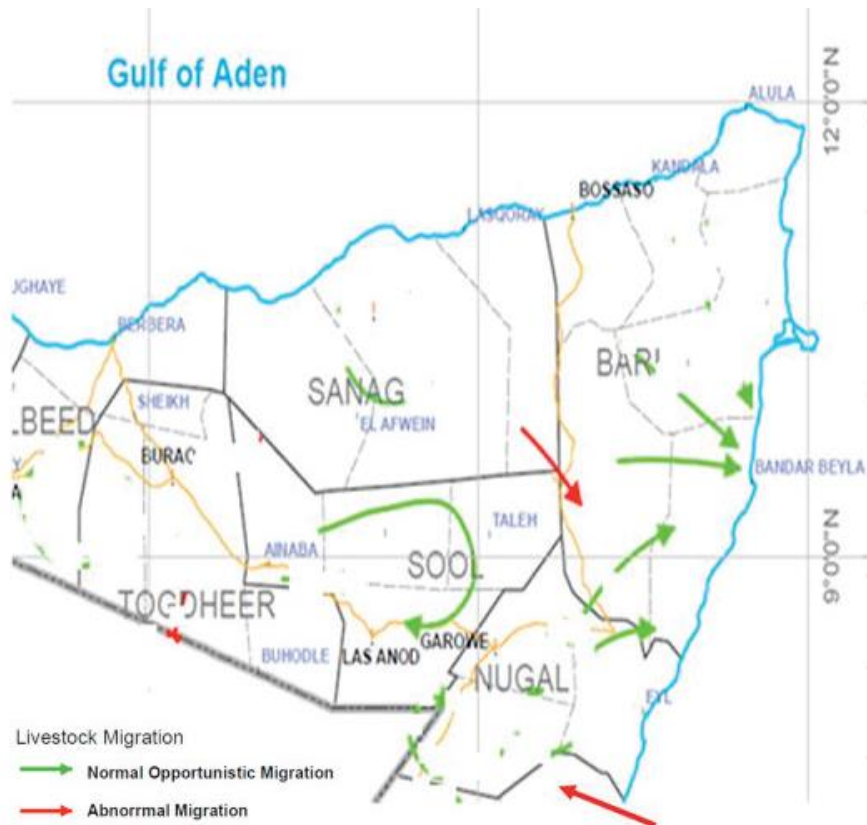 Gulf of Aden
ALULA
12°0'0"N
KANDALA
BOSSASO
LASQORAY
UGHAYE
BERBERA
BARI
SANAG
SHEIKH
LBEED
EL AFWEIN
BURAO
BANDAR BEYLA
A
TALEH
AINABA
SOOL
9°0'0"N
TOGDHEER
GAROWE
BUHODLE
LAS ANOD
NUGAL
EYL
Livestock Migration
Normal Opportunistic Migration
Abnorrmal Migration